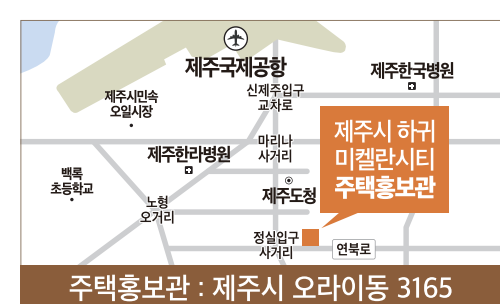 제주국제공항
제주한국병원
신제주입구
교차로
제주시민속
오일시장
제주시 하귀
미켈란시티
주택홍보관
마리나
사거리
제주한라병원
백록
초등학교
제주도청
노형
오거리
정실입구
사거리
연북로
주택홍보관 : 제주시 오라이동 3165